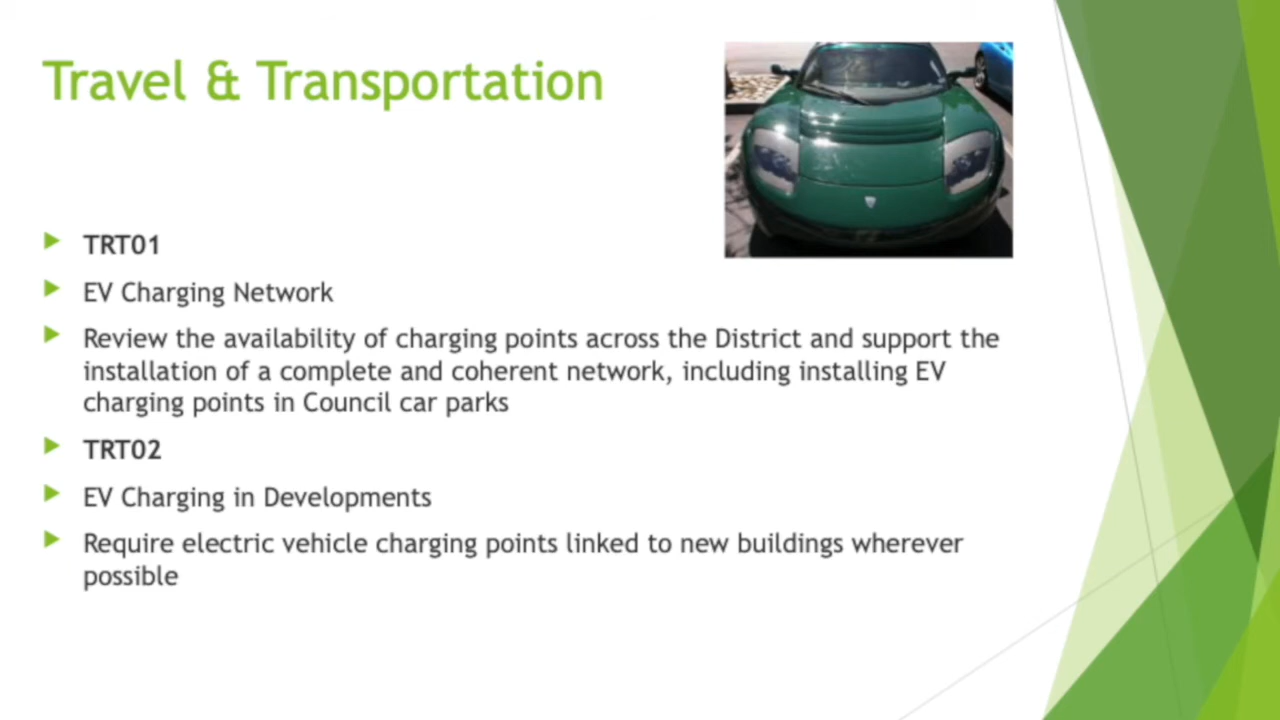 Travel & Transportation
TRT01
EV Charging Network
Review the availability of charging points across the District and support the
installation of a complete and coherent network, including installing EV
charging points in Council car parks
TRT02
EV Charging in Developments
Require electric vehicle charging points linked to new buildings wherever
possible